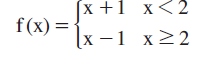 f(x) = { x + 1 x < 2
x − 1 x ≥ 2